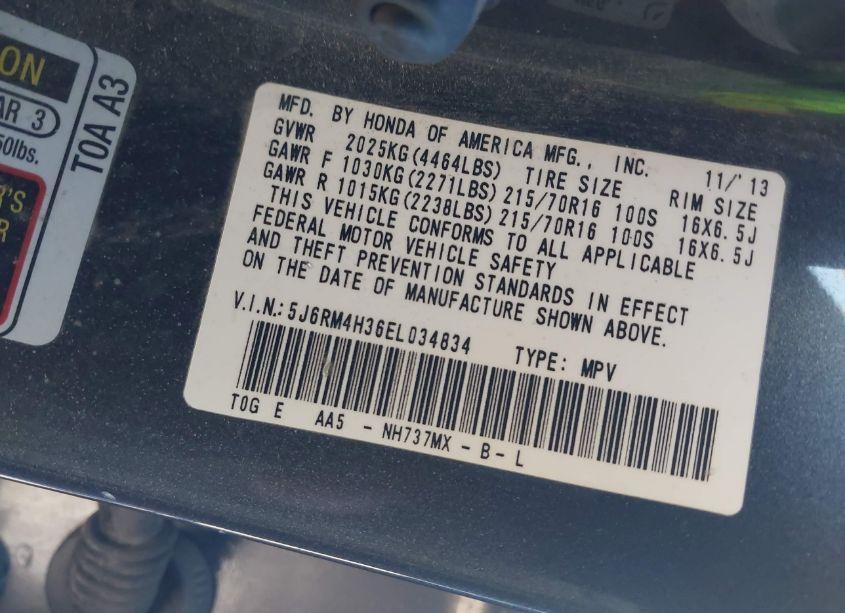 ON
AR 3
50lbs.
R'S
R
TOA A3
MFD. BY HONDA OF AMERICA MFG., INC. 11/'13
GVWR 2025KG(4464LBS) TIRE SIZE RIM SIZE
GAWR F 1030KG(2271LBS) 215/70R16 100S 16X6.5J
GAWR R 1015KG(2238LBS) 215/70R16 100S 16X6.5J
THIS VEHICLE CONFORMS TO ALL APPLICABLE
FEDERAL MOTOR VEHICLE SAFETY
AND THEFT PREVENTION STANDARDS IN EFFECT
ON THE DATE OF MANUFACTURE SHOWN ABOVE.
V.I.N.: 5J6RM4H36EL034834 TYPE: MPV
T0G E AA5 - NH737MX - B - L